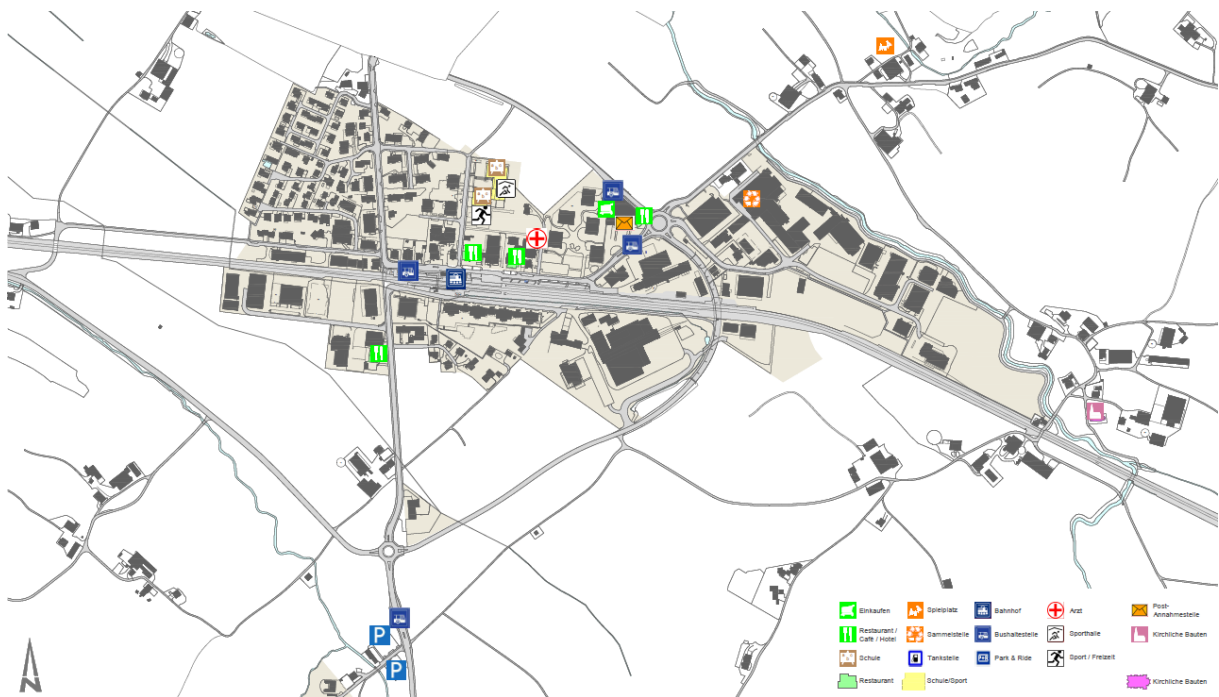 P
P
Einkaufen
Spielplatz
Bahnhof
Arzt
Post-
Annahmestelle
Restaurant /
Café / Hotel
Sammelstelle
Bushaltestelle
Sporthalle
Kirchliche Bauten
Schule
Tankstelle
Park & Ride
Sport / Freizeit
Restaurant
Schule/Sport
Kirchliche Bauten
N